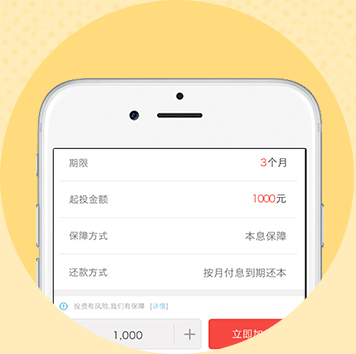 期限 3个月
起投金额 1000元
保障方式 本息保障
还款方式 按月付息到期还本
投资有风险,我们有保障 [详情]
1,000 + 立即加